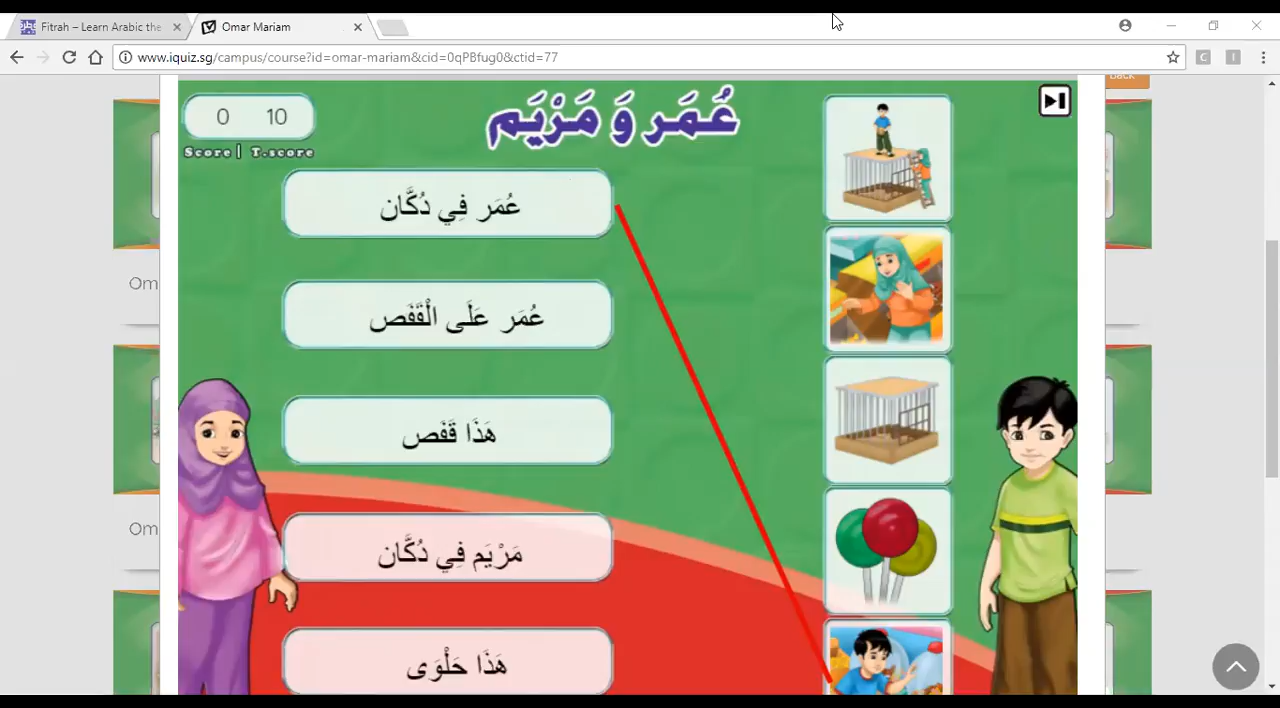 Fitrah – Learn Arabic the
Omar Mariam
www.iquiz.sg/campus/course?id=omar-mariam&cid=0qPBfug0&ctid=77
Back
0 10
Score| T.score
عُمَر وَ مَرْيَم
عُمَر فِي دُكَّان
عُمَر عَلَى الْقَفَص
هَذَا قَفَص
مَرْيَم فِي دُكَّان
هَذَا حَلْوَى
Om
Om